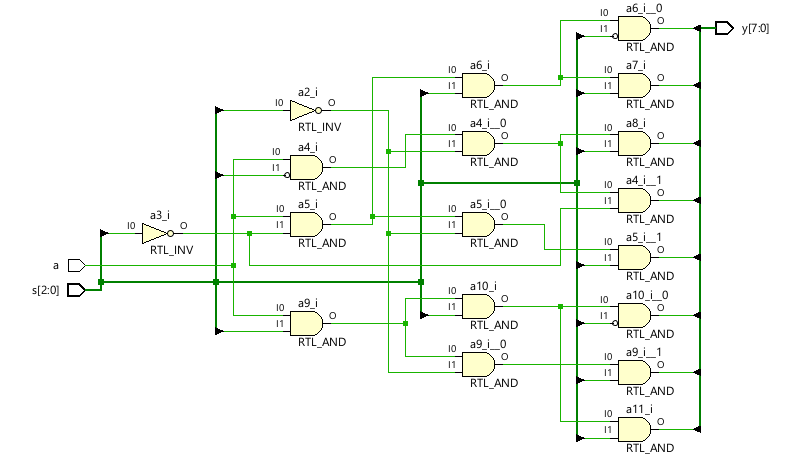 a6_i__0
I0
O
I1
RTL_AND
y[7:0]
a6_i
I0
O
I1
RTL_AND
a7_i
I0
O
I1
RTL_AND
a2_i
I0
O
RTL_INV
a4_i__0
I0
O
I1
RTL_AND
a8_i
I0
O
I1
RTL_AND
a4_i
I0
O
I1
RTL_AND
a4_i__1
I0
O
I1
RTL_AND
a3_i
I0
O
RTL_INV
a5_i
I0
O
I1
RTL_AND
a5_i__0
I0
O
I1
RTL_AND
a5_i__1
I0
O
I1
RTL_AND
a
s[2:0]
a10_i
I0
O
I1
RTL_AND
a10_i__0
I0
O
I1
RTL_AND
a9_i
I0
O
I1
RTL_AND
a9_i__0
I0
O
I1
RTL_AND
a9_i__1
I0
O
I1
RTL_AND
a11_i
I0
O
I1
RTL_AND